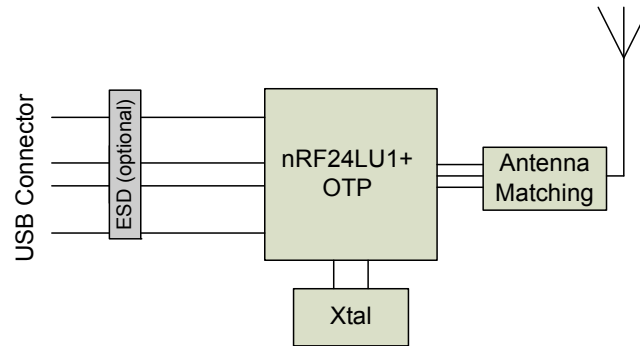 USB Connector
ESD (optional)
nRF24LU1+
OTP
Antenna
Matching
Xtal